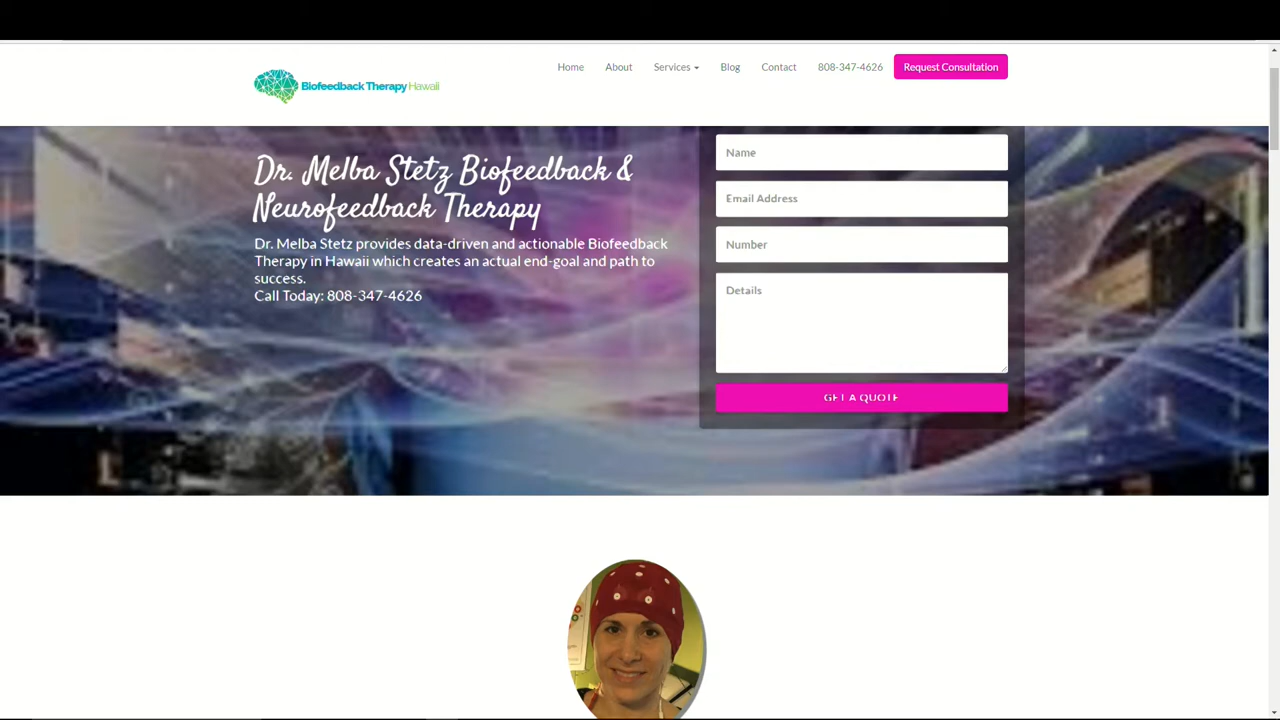 Home About Services Blog Contact 808-347-4626 Request Consultation
Biofeedback Therapy Hawaii
Dr. Melba Stetz Biofeedback &
Neurofeedback Therapy
Dr. Melba Stetz provides data-driven and actionable Biofeedback
Therapy in Hawaii which creates an actual end-goal and path to
success.
Call Today: 808-347-4626
Name
Email Address
Number
Details
GET A QUOTE